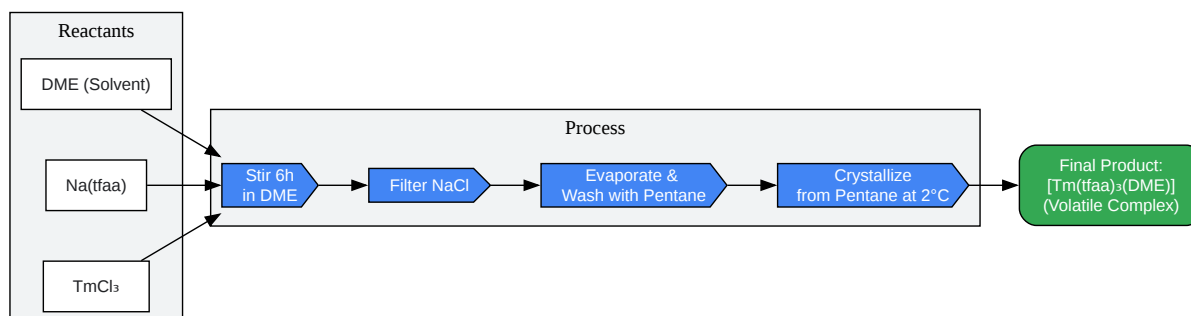 Reactants
DME (Solvent)
Na(tfaa)
TmCl₃
Process
Stir 6h
in DME
Filter NaCl
Evaporate &
Wash with Pentane
Crystallize
from Pentane at 2°C
Final Product:
[Tm(tfaa)₃(DME)]
(Volatile Complex)